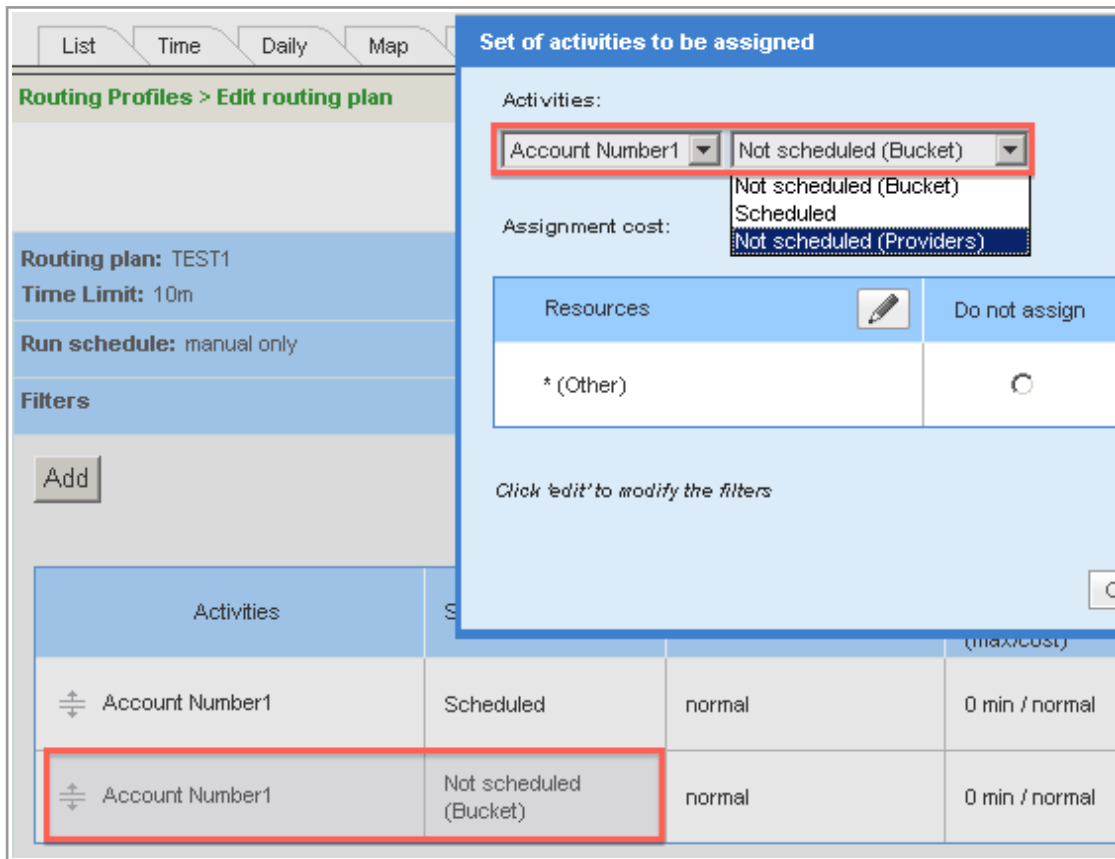 List Time Daily Map
Set of activities to be assigned
Routing Profiles > Edit routing plan
Activities:
Account Number1 Not scheduled (Bucket)
Not scheduled (Bucket)
Scheduled
Not scheduled (Providers)
Assignment cost:
Routing plan: TEST1
Time Limit: 10m
Run schedule: manual only
Filters
Resources Do not assign
* (Other)
Add
Click 'edit' to modify the filters
Activities
(max/cost)
Account Number1 Scheduled normal 0 min / normal
Account Number1 Not scheduled
(Bucket) normal 0 min / normal